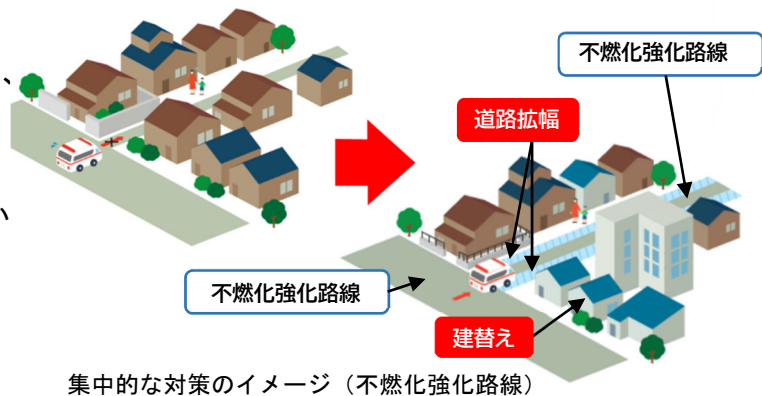 不燃化強化路線
道路拡幅
不燃化強化路線
建替え
集中的な対策のイメージ（不燃化強化路線）